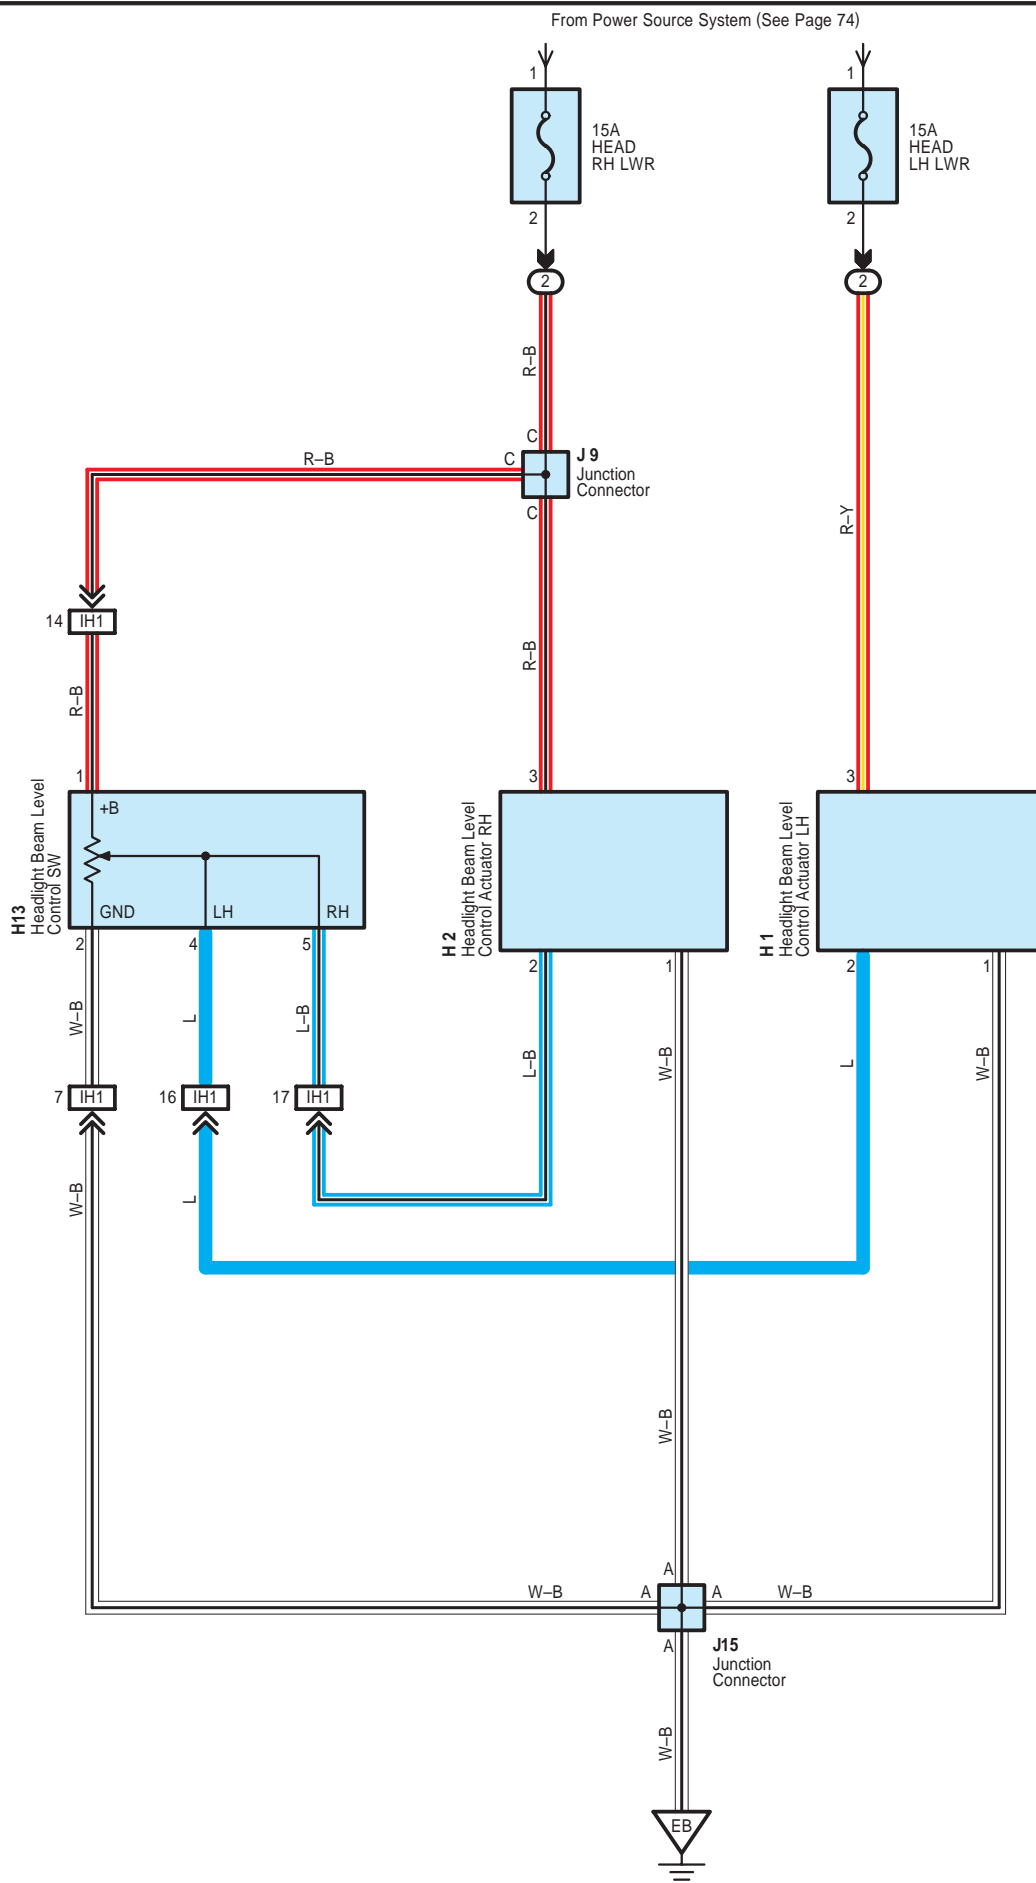 From Power Source System (See Page 74)
1
1
15A
HEAD
RH LWR
15A
HEAD
LH LWR
2
2
2
2
R–B
R–Y
C
C
C
J 9
Junction
Connector
R–B
14
IH1
R–B
R–B
1
3
3
H13
Headlight Beam Level
Control SW
+B
GND
LH
RH
H 2
Headlight Beam Level
Control Actuator RH
H 1
Headlight Beam Level
Control Actuator LH
2
4
5
2
1
2
1
W–B
L
L–B
L–B
W–B
L
W–B
7
IH1
16
IH1
17
IH1
W–B
L
W–B
A
W–B
A
A
W–B
A
J15
Junction
Connector
W–B
EB